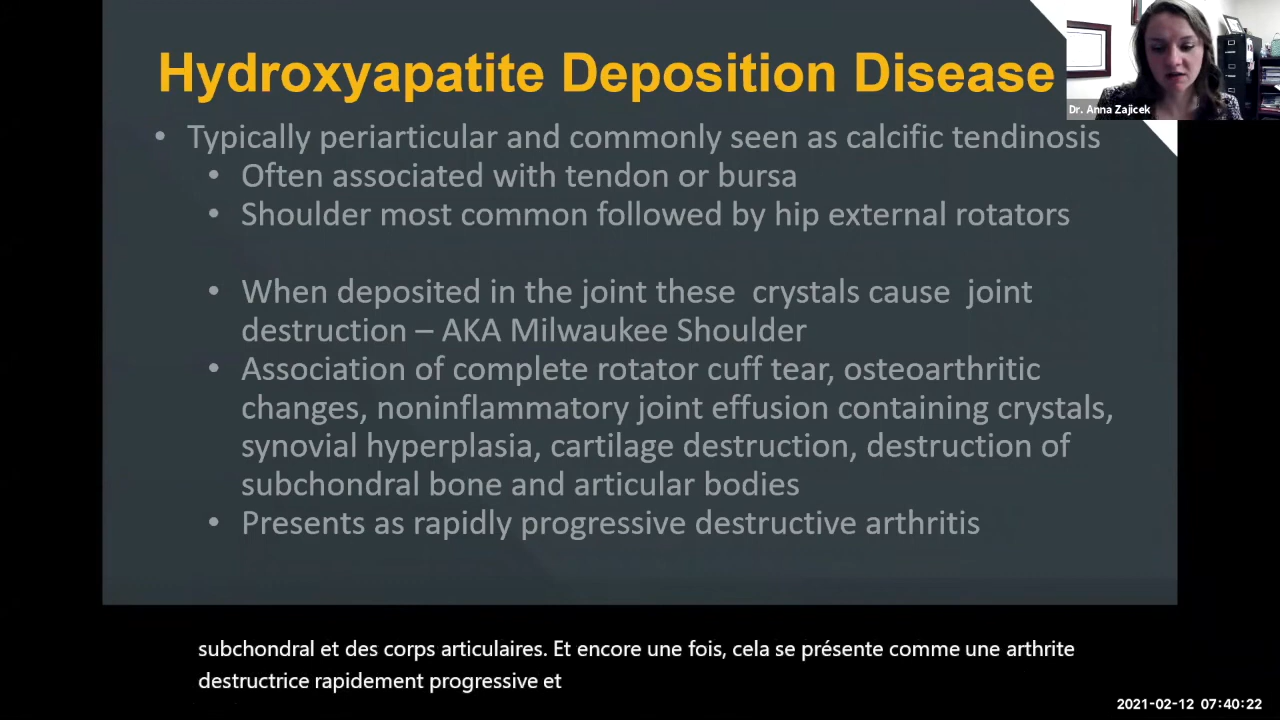 Hydroxyapatite Deposition Disease
Dr. Anna Zajicek
• Typically periarticular and commonly seen as calcific tendinosis
• Often associated with tendon or bursa
• Shoulder most common followed by hip external rotators
• When deposited in the joint these crystals cause joint
destruction – AKA Milwaukee Shoulder
• Association of complete rotator cuff tear, osteoarthritic
changes, noninflammatory joint effusion containing crystals,
synovial hyperplasia, cartilage destruction, destruction of
subchondral bone and articular bodies
• Presents as rapidly progressive destructive arthritis
subchondral et des corps articulaires. Et encore une fois, cela se présente comme une arthrite
destructrice rapidement progressive et
2021-02-12 07:40:22